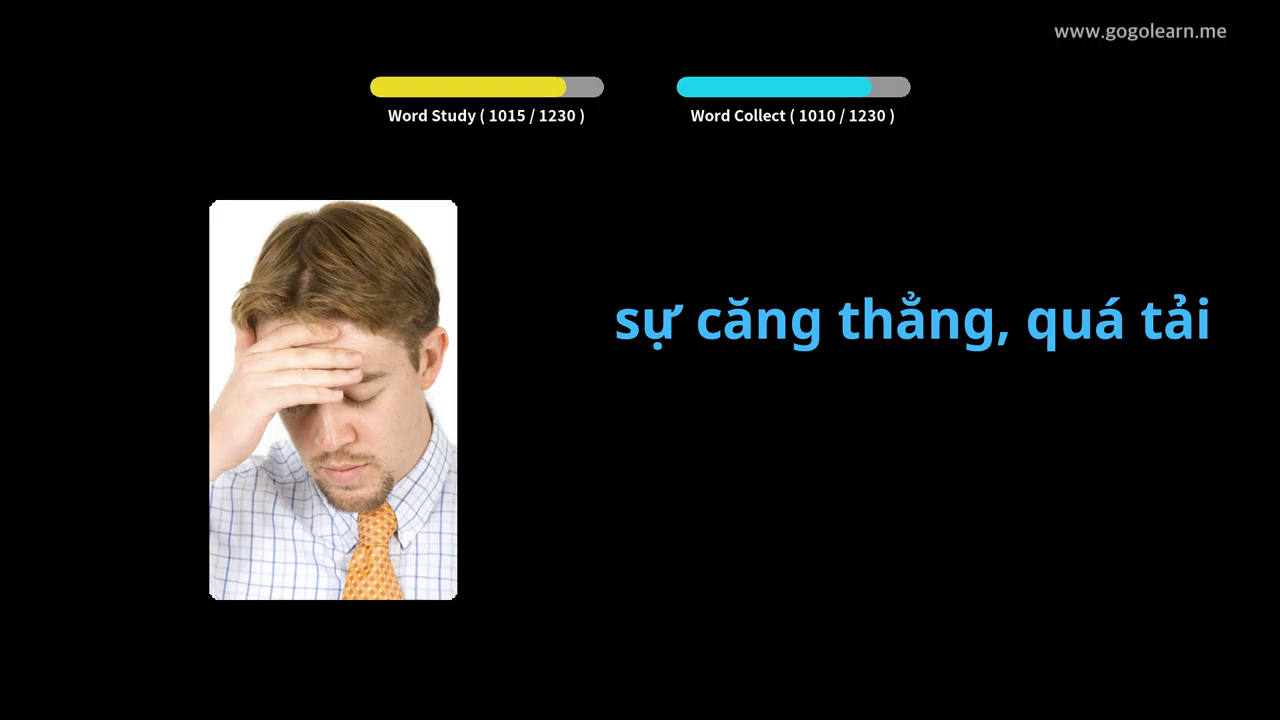 www.gogolearn.me
Word Study ( 1015 / 1230 )
Word Collect ( 1010 / 1230 )
sự căng thẳng, quá tải